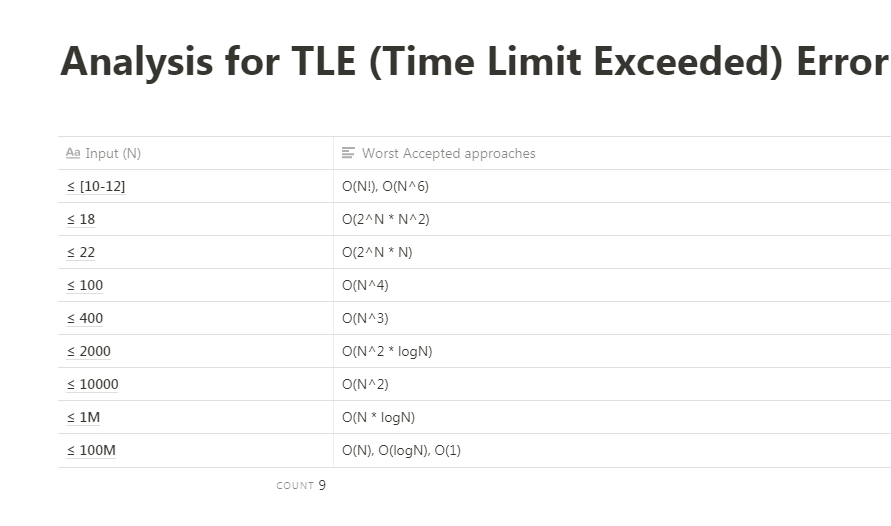 Analysis for TLE (Time Limit Exceeded) Error
Aa Input (N) Worst Accepted approaches
≤ [10-12] O(N!), O(N^6)
≤ 18 O(2^N * N^2)
≤ 22 O(2^N * N)
≤ 100 O(N^4)
≤ 400 O(N^3)
≤ 2000 O(N^2 * logN)
≤ 10000 O(N^2)
≤ 1M O(N * logN)
≤ 100M O(N), O(logN), O(1)
COUNT 9